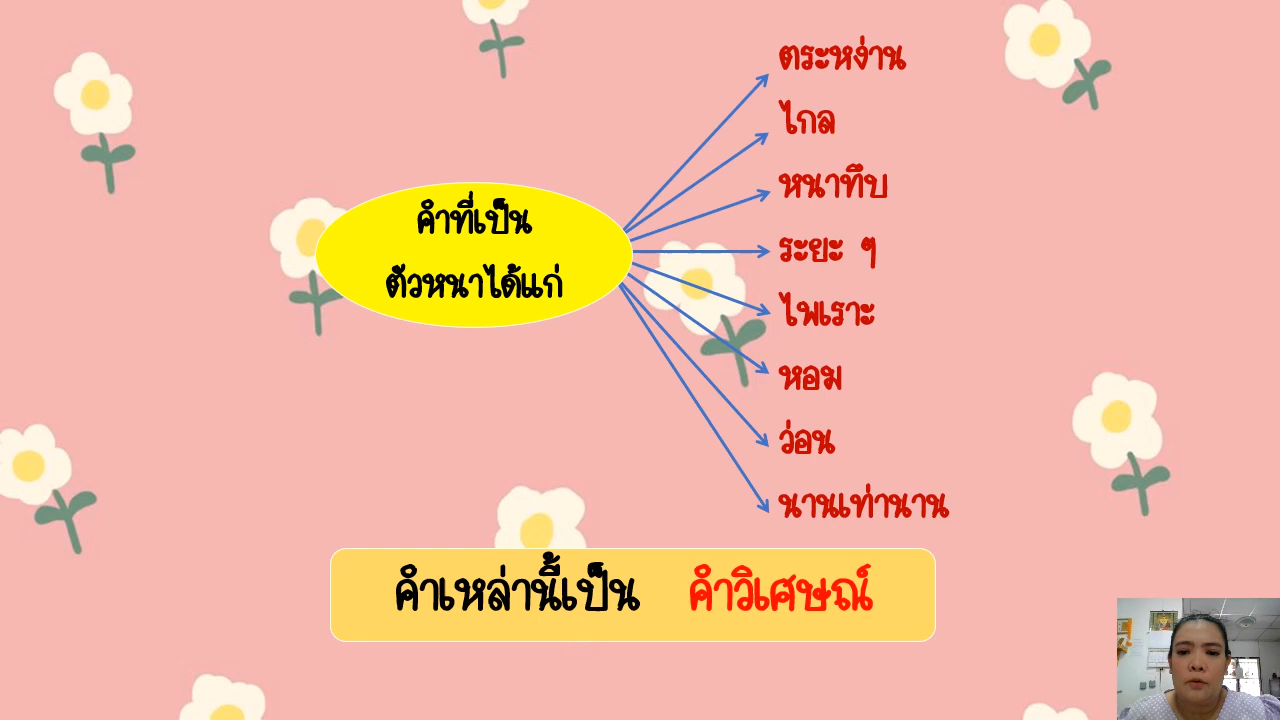 คำที่เป็น
ตัวหนาได้แก่
ตระหง่าน
ไกล
หนาทึบ
ระยะ ๆ
ไพเราะ
หอม
ว่อน
นานเท่านาน
คำเหล่านี้เป็น คำวิเศษณ์